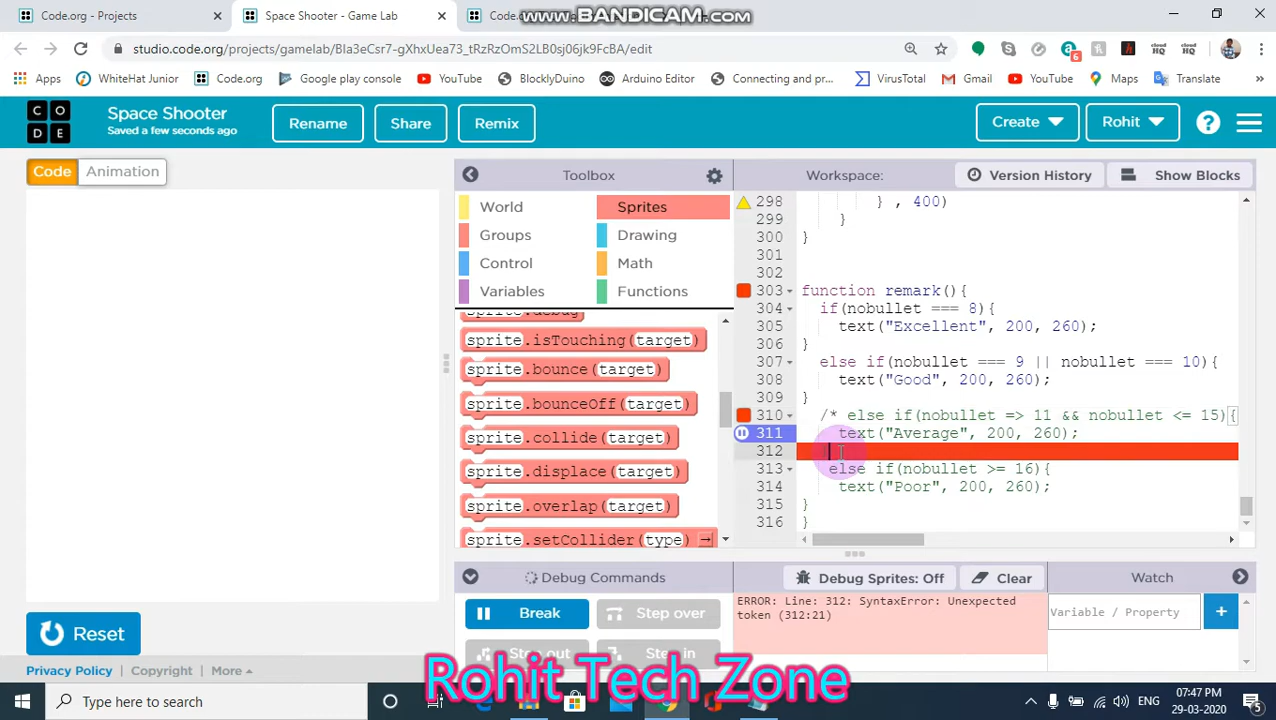 Code.org - Projects
Space Shooter - Game Lab
Code.
www.BANDICAM.com
studio.code.org/projects/gamelab/Bla3eCsr7-gXhxUea73_tRzRzOmS2LB0sj06jk9FcBA/edit
6
Apps
WhiteHat Junior
Code.org
Google play console
YouTube
BlocklyDuino
Arduino Editor
Connecting and pro...
VirusTotal
Gmail
YouTube
Maps
Translate
C O
D E
Space Shooter
Saved a few seconds ago
Rename
Share
Remix
Create
Rohit
?
Code
Animation
Toolbox
Workspace:
Version History
Show Blocks
World
Sprites
Groups
Drawing
Control
Math
Variables
Functions
sprite.debug
sprite.isTouching(target)
sprite.bounce(target)
sprite.bounceOff(target)
sprite.collide(target)
sprite.displace(target)
sprite.overlap(target)
sprite.setCollider(type)
298 } , 400)
299 }
300 }
301
302
303 function remark(){
304 if(nobullet === 8){
305 text("Excellent", 200, 260);
306 }
307 else if(nobullet === 9 || nobullet === 10){
308 text("Good", 200, 260);
309 }
310 /* else if(nobullet => 11 && nobullet <= 15){
311 text("Average", 200, 260);
312
313 else if(nobullet >= 16){
314 text("Poor", 200, 260);
315 }
316 }
Reset
Privacy Policy
English
More
Debug Commands
Debug Sprites: Off
Clear
Watch
Break
Step over
Step out
Step in
ERROR: Line: 312: SyntaxError: Unexpected
token (312:21)
Variable / Property
+
Rohit Tech Zone
Type here to search
ENG
07:47 PM
29-03-2020
5